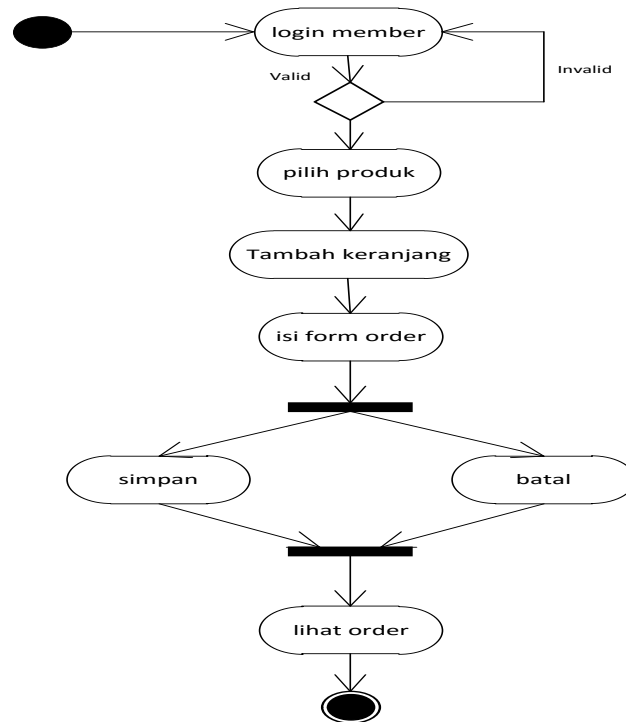 login member
Valid
Invalid
pilih produk
Tambah keranjang
isi form order
simpan
batal
lihat order